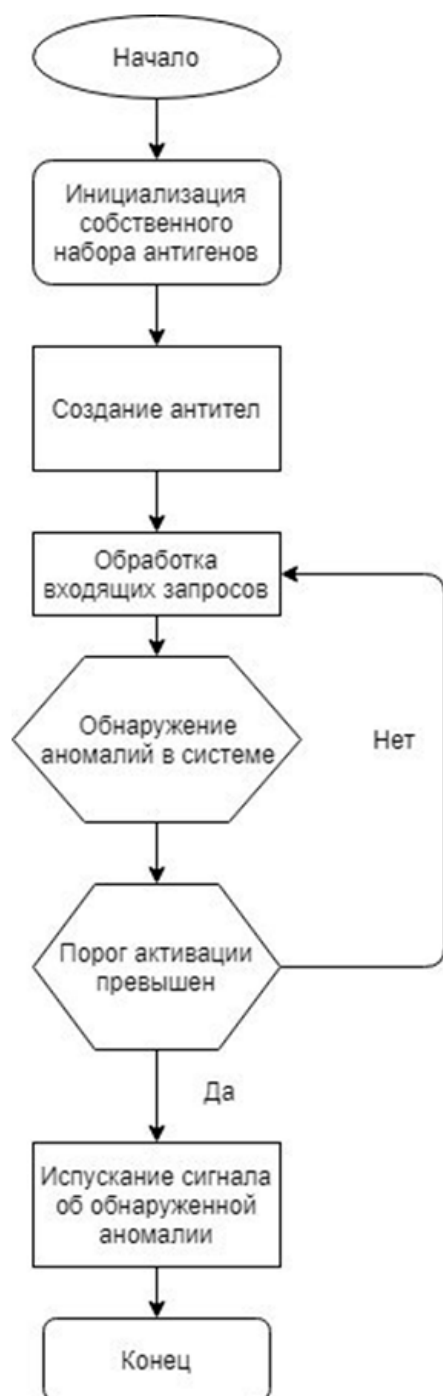 Начало
Инициализация
собственного
набора антигенов
Создание антител
Обработка
входящих запросов
Обнаружение
аномалий в системе
Нет
Порог активации
превышен
Да
Испускание сигнала
об обнаруженной
аномалии
Конец